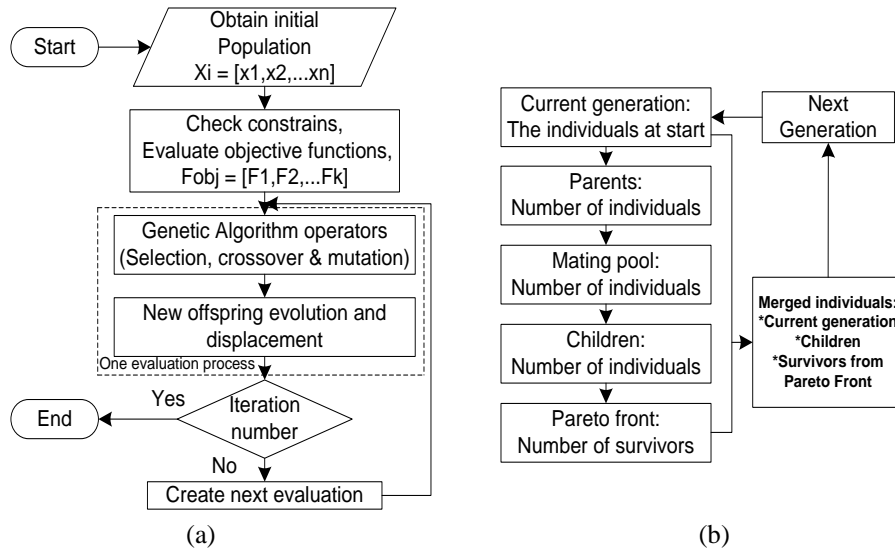 Start
Obtain initial
Population
Xi = [x1,x2,...xn]
Check constrains,
Evaluate objective functions,
Fobj = [F1,F2,...Fk]
Genetic Algorithm operators
(Selection, crossover & mutation)
New offspring evolution and
displacement
One evaluation process
Yes
Iteration
number
End
No
Create next evaluation
(a)
Current generation:
The individuals at start
Next
Generation
Parents:
Number of individuals
Mating pool:
Number of individuals
Merged individuals:
*Current generation
*Children
*Survivors from
Pareto Front
Children:
Number of individuals
Pareto front:
Number of survivors
(b)